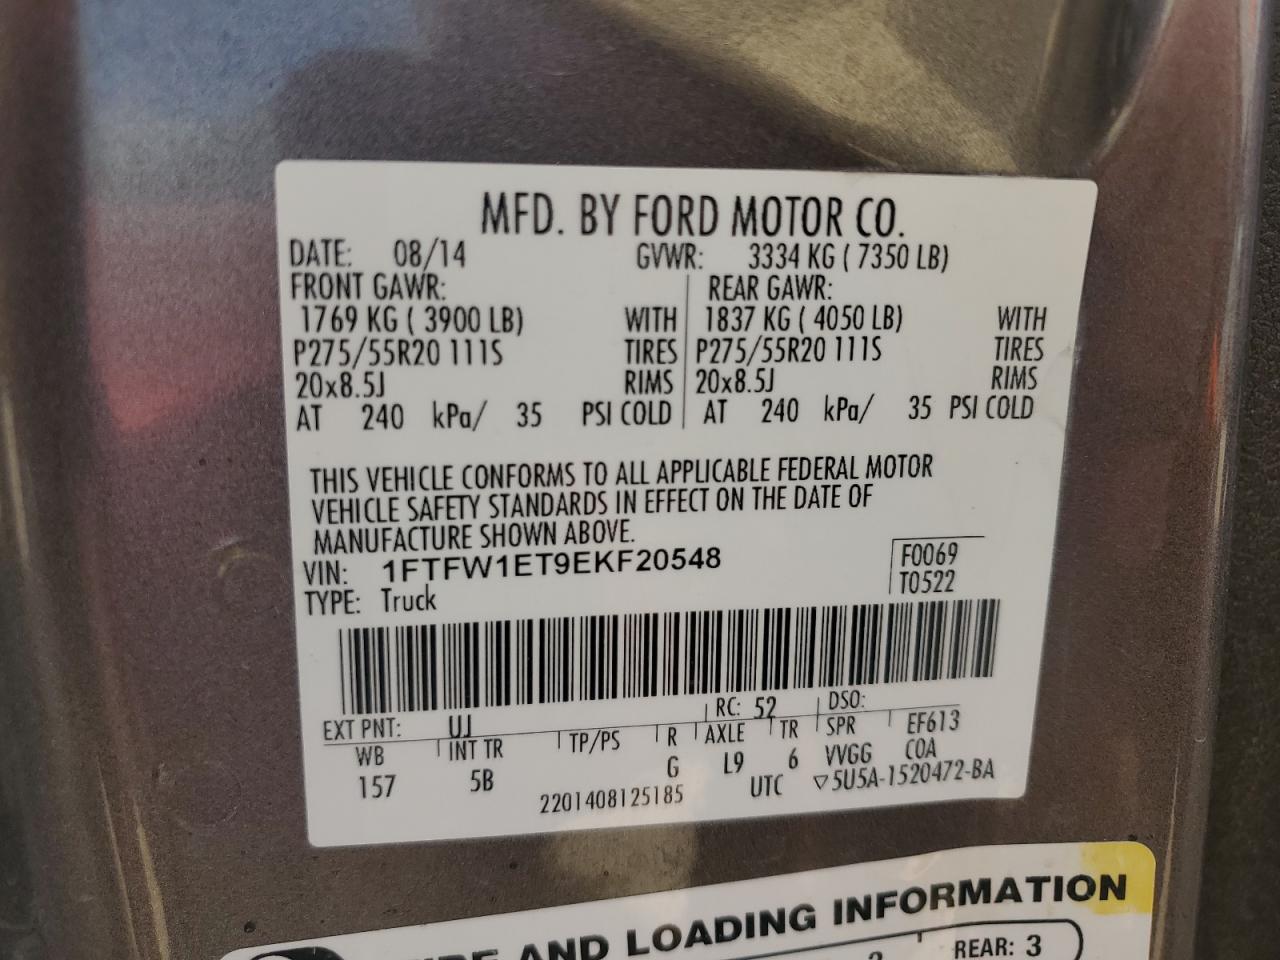 MFD. BY FORD MOTOR CO.
DATE: 08/14 GVWR: 3334 KG ( 7350 LB)
FRONT GAWR: REAR GAWR:
1769 KG ( 3900 LB) WITH 1837 KG ( 4050 LB) WITH
P275/55R20 111S TIRES P275/55R20 111S TIRES
20x8.5J RIMS 20x8.5J RIMS
AT 240 kPa/ 35 PSI COLD AT 240 kPa/ 35 PSI COLD
THIS VEHICLE CONFORMS TO ALL APPLICABLE FEDERAL MOTOR
VEHICLE SAFETY STANDARDS IN EFFECT ON THE DATE OF
MANUFACTURE SHOWN ABOVE.
VIN: 1FTFW1ET9EKF20548 F0069
TYPE: Truck T0522
EXT PNT: UJ RC: 52 DSO:
WB INT TR TP/PS R AXLE TR SPR EF613
157 5B G L9 6 VVGG COA
2201408125185 UTC ▽5U5A-1520472-BA
AND LOADING INFORMATION
REAR: 3